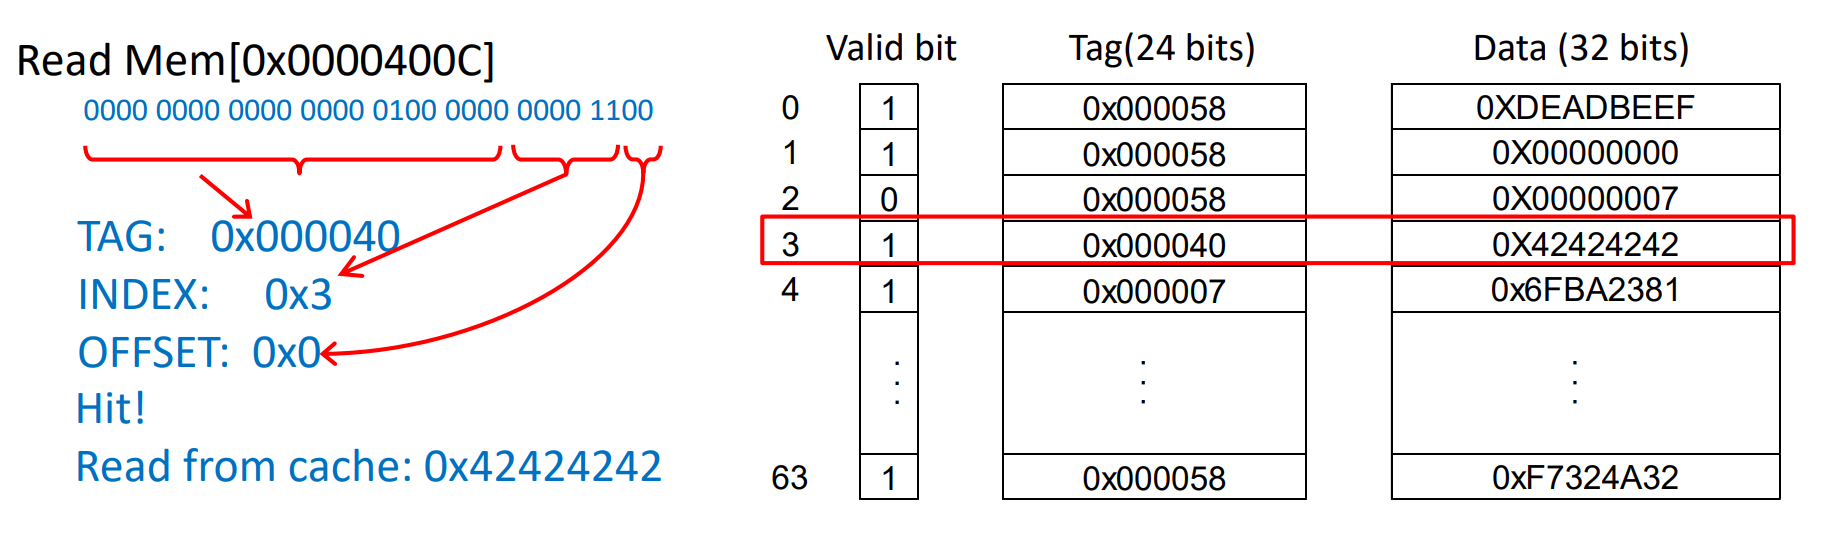 Read Mem[0x0000400C]
0000 0000 0000 0000 0100 0000 0000 1100
TAG: 0x000040
INDEX: 0x3
OFFSET: 0x0
Hit!
Read from cache: 0x42424242
Valid bit Tag(24 bits) Data (32 bits)
0 1 0x000058 0XDEADBEEF
1 1 0x000058 0X00000000
2 0 0x000058 0X00000007
3 1 0x000040 0X42424242
4 1 0x000007 0x6FBA2381
. . .
. . .
. . .
63 1 0x000058 0xF7324A32